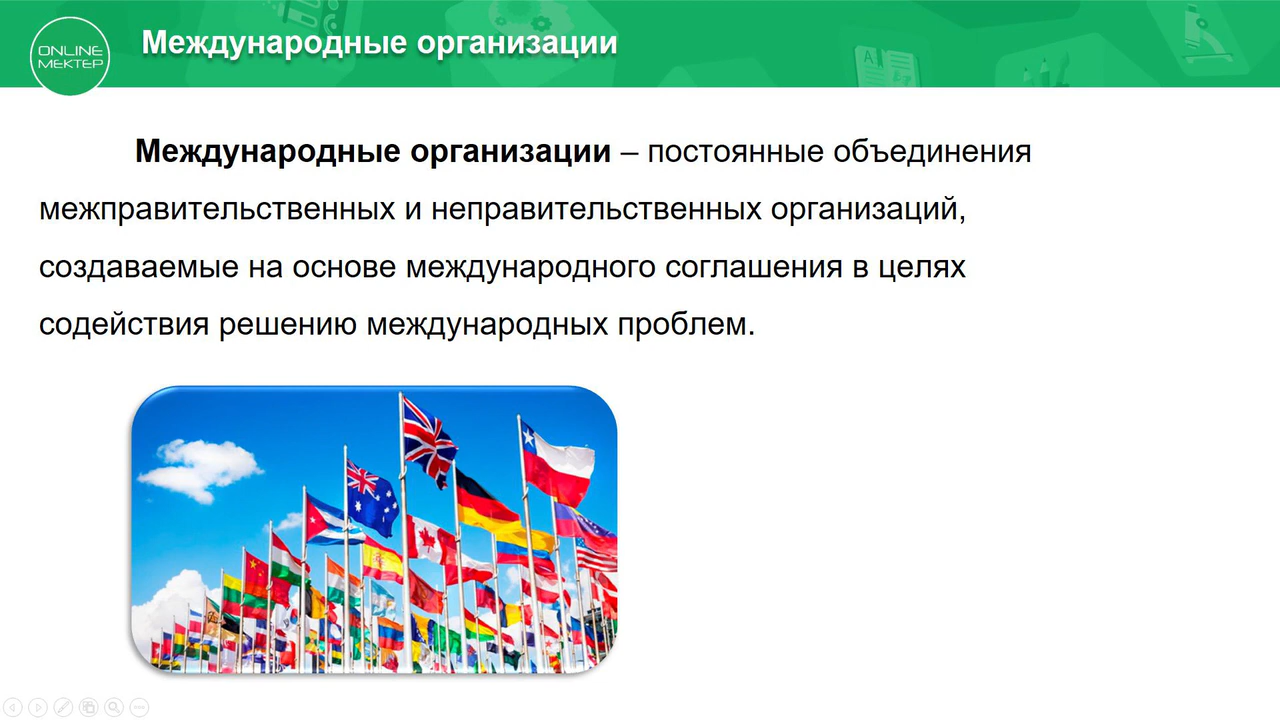 ONLINE
МЕКТЕР
Международные организации
Международные организации – постоянные объединения
межправительственных и неправительственных организаций,
создаваемые на основе международного соглашения в целях
содействия решению международных проблем.